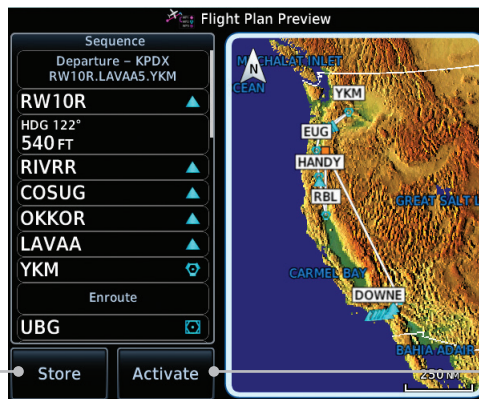 Flight Plan Preview
Sequence
Departure – KPDX
RW10R.LAVAA5.YKM
RW10R
HDG 122°
540 FT
RIVRR
COSUG
OKKOR
LAVAA
YKM
Enroute
UBG
Store
Activate
N
OCEAN
YKM
EUG
HANDY
RBL
GREAT SALT L
CARMEL BAY
DOWNE
BAHIA ADAIR
250 NM